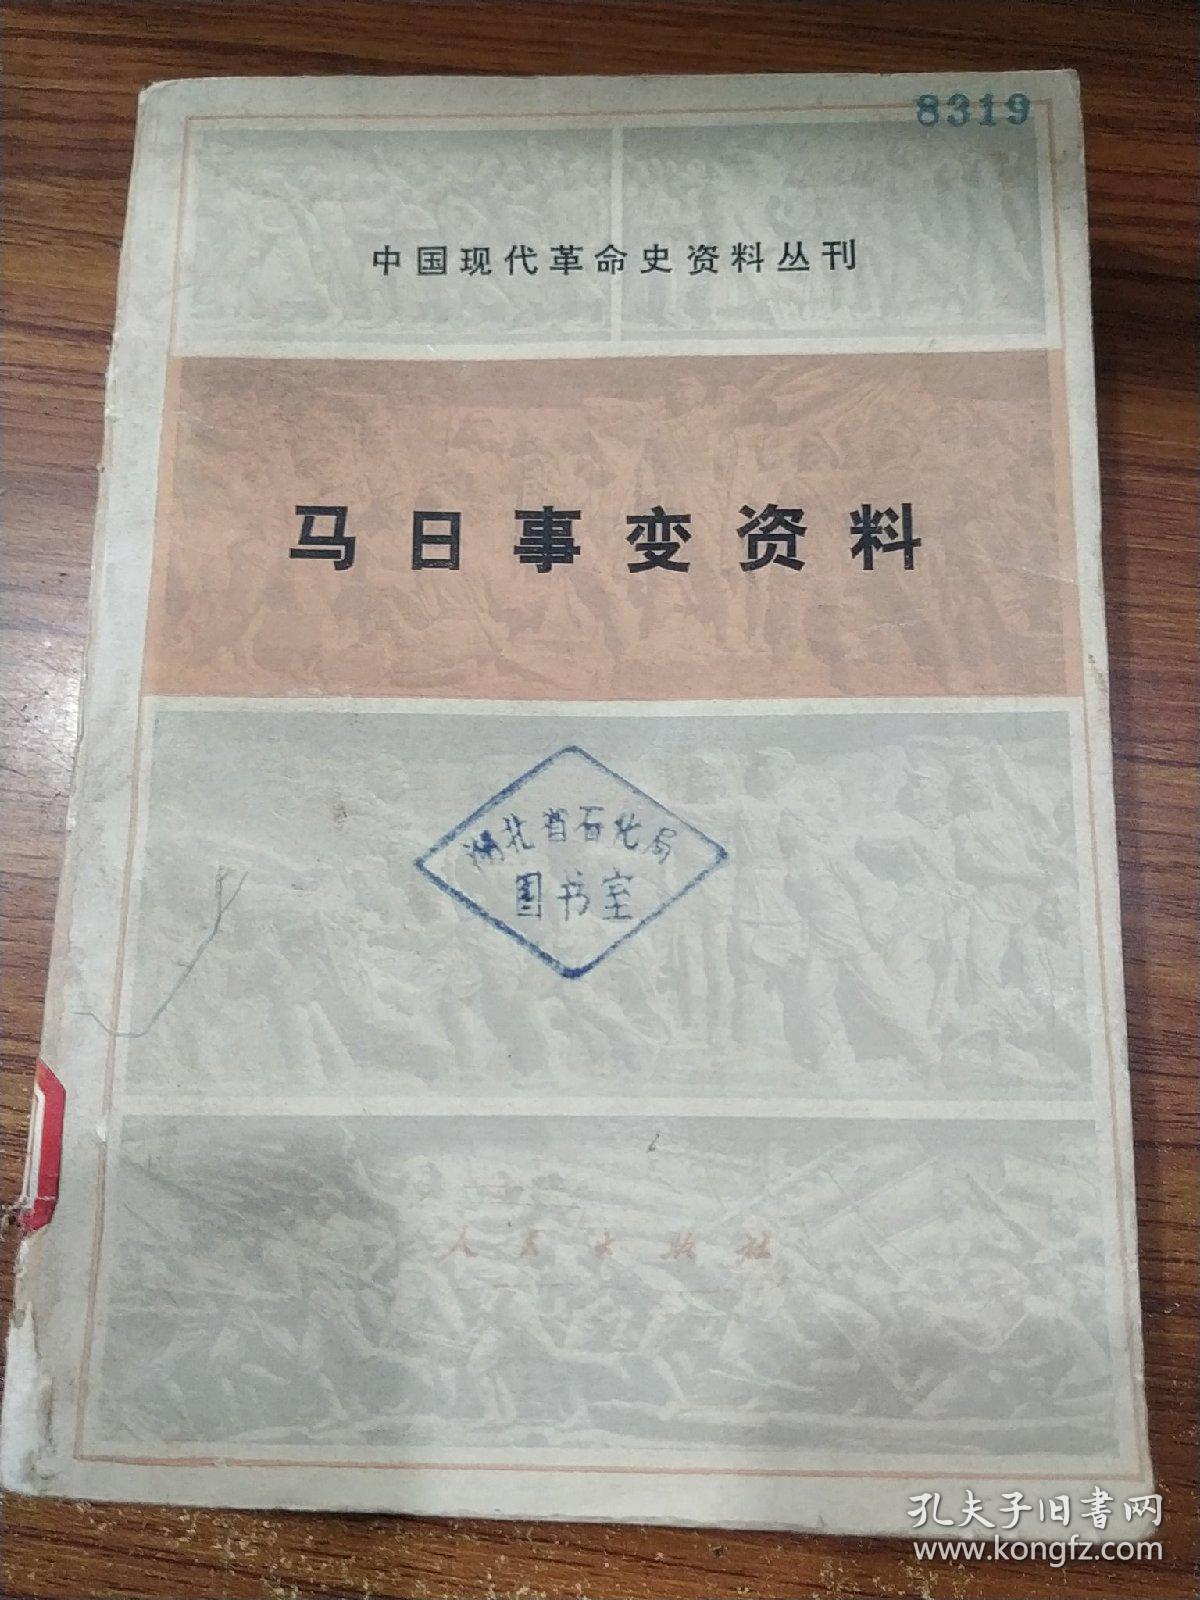 8319
中国现代革命史资料丛刊
马日事变资料
湖北省石化局
图书室
人民出版社
孔夫子旧書网
www.kongfz.com